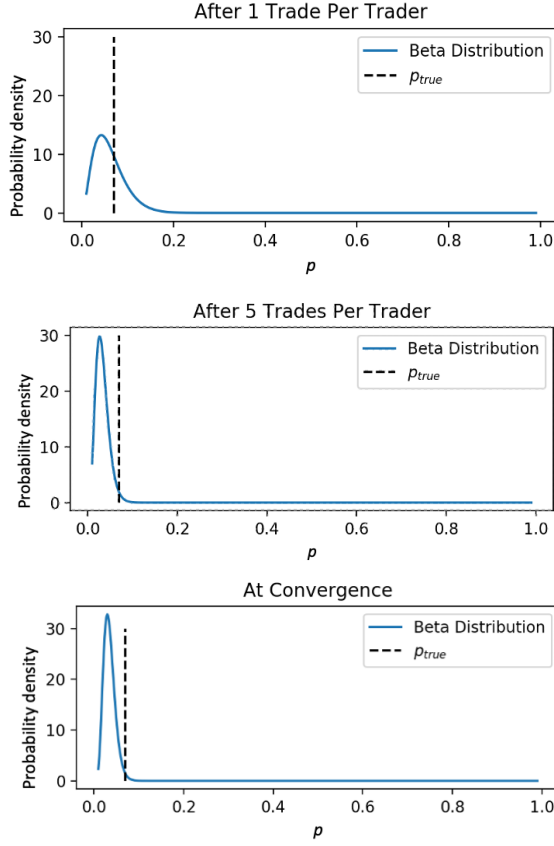 After 1 Trade Per Trader
30
20
10
0
Probability density
Beta Distribution
p_true
0.0 0.2 0.4 0.6 0.8 1.0
p
After 5 Trades Per Trader
30
20
10
0
Probability density
Beta Distribution
p_true
0.0 0.2 0.4 0.6 0.8 1.0
p
At Convergence
30
20
10
0
Probability density
Beta Distribution
p_true
0.0 0.2 0.4 0.6 0.8 1.0
p